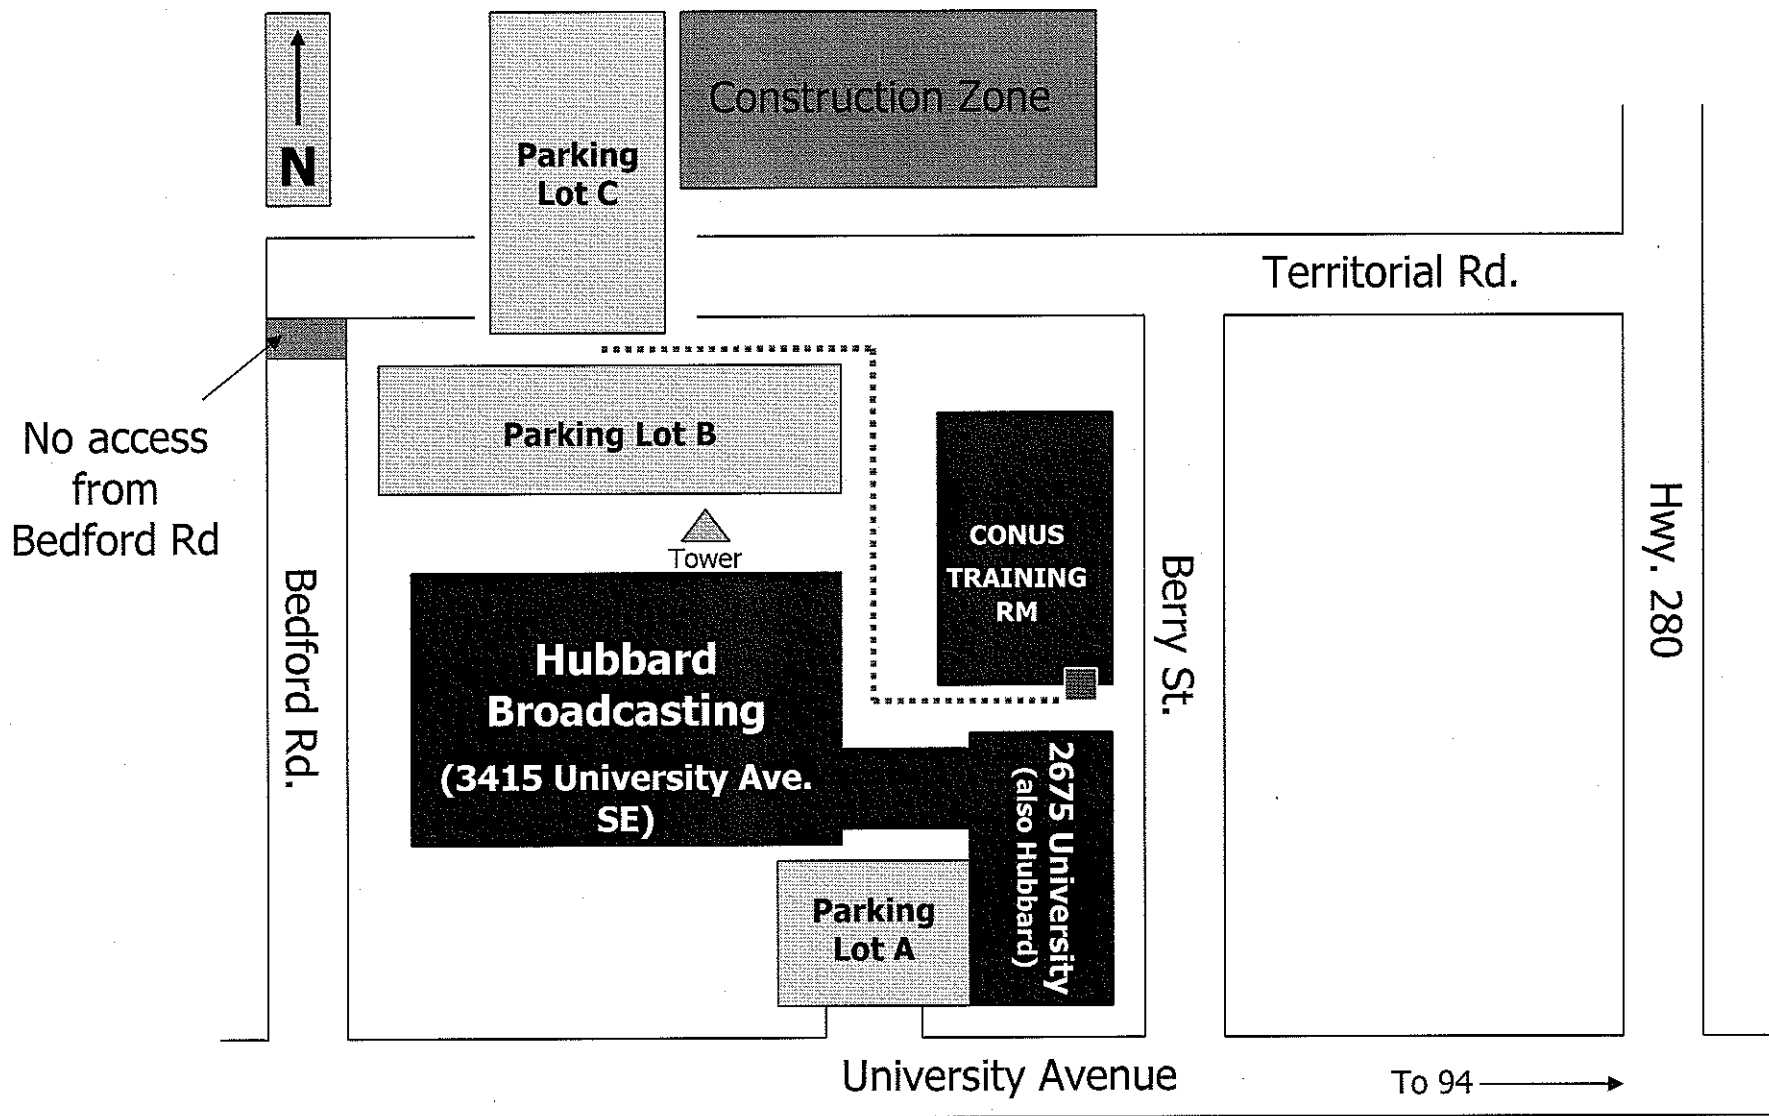 N
Construction Zone
Parking
Lot C
Territorial Rd.
No access
from
Bedford Rd
Parking Lot B
Tower
CONUS
TRAINING
RM
Bedford Rd.
Berry St.
Hwy. 280
Hubbard
Broadcasting
(3415 University Ave.
SE)
2675 University
(also Hubbard)
Parking
Lot A
University Avenue
To 94